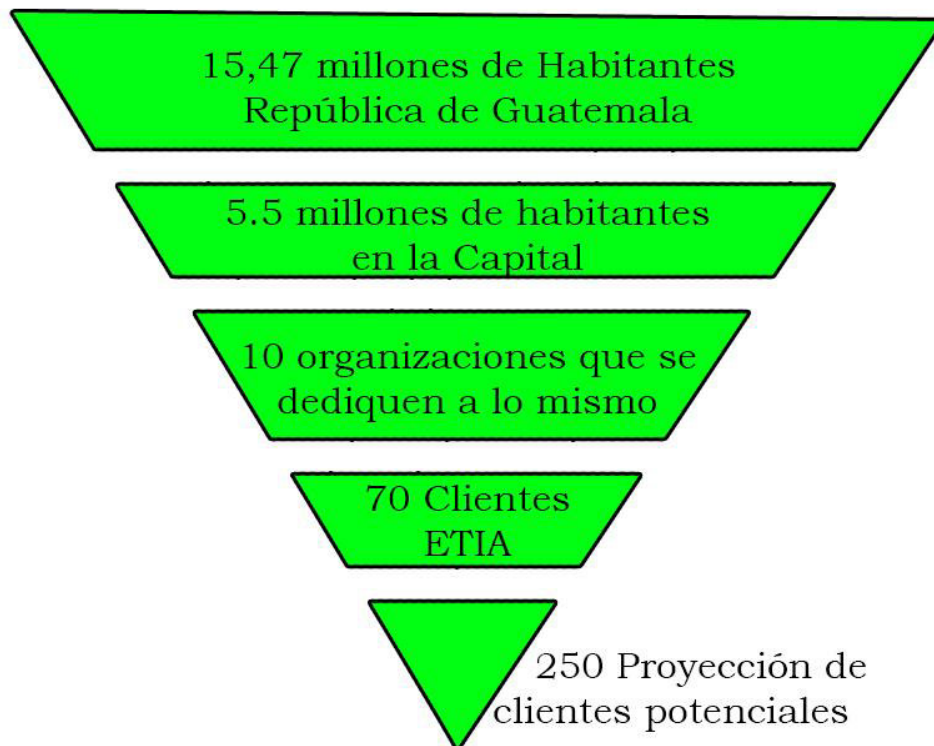 15,47 millones de Habitantes
República de Guatemala
5.5 millones de habitantes
en la Capital
10 organizaciones que se
dediquen a lo mismo
70 Clientes
ETIA
250 Proyección de
clientes potenciales